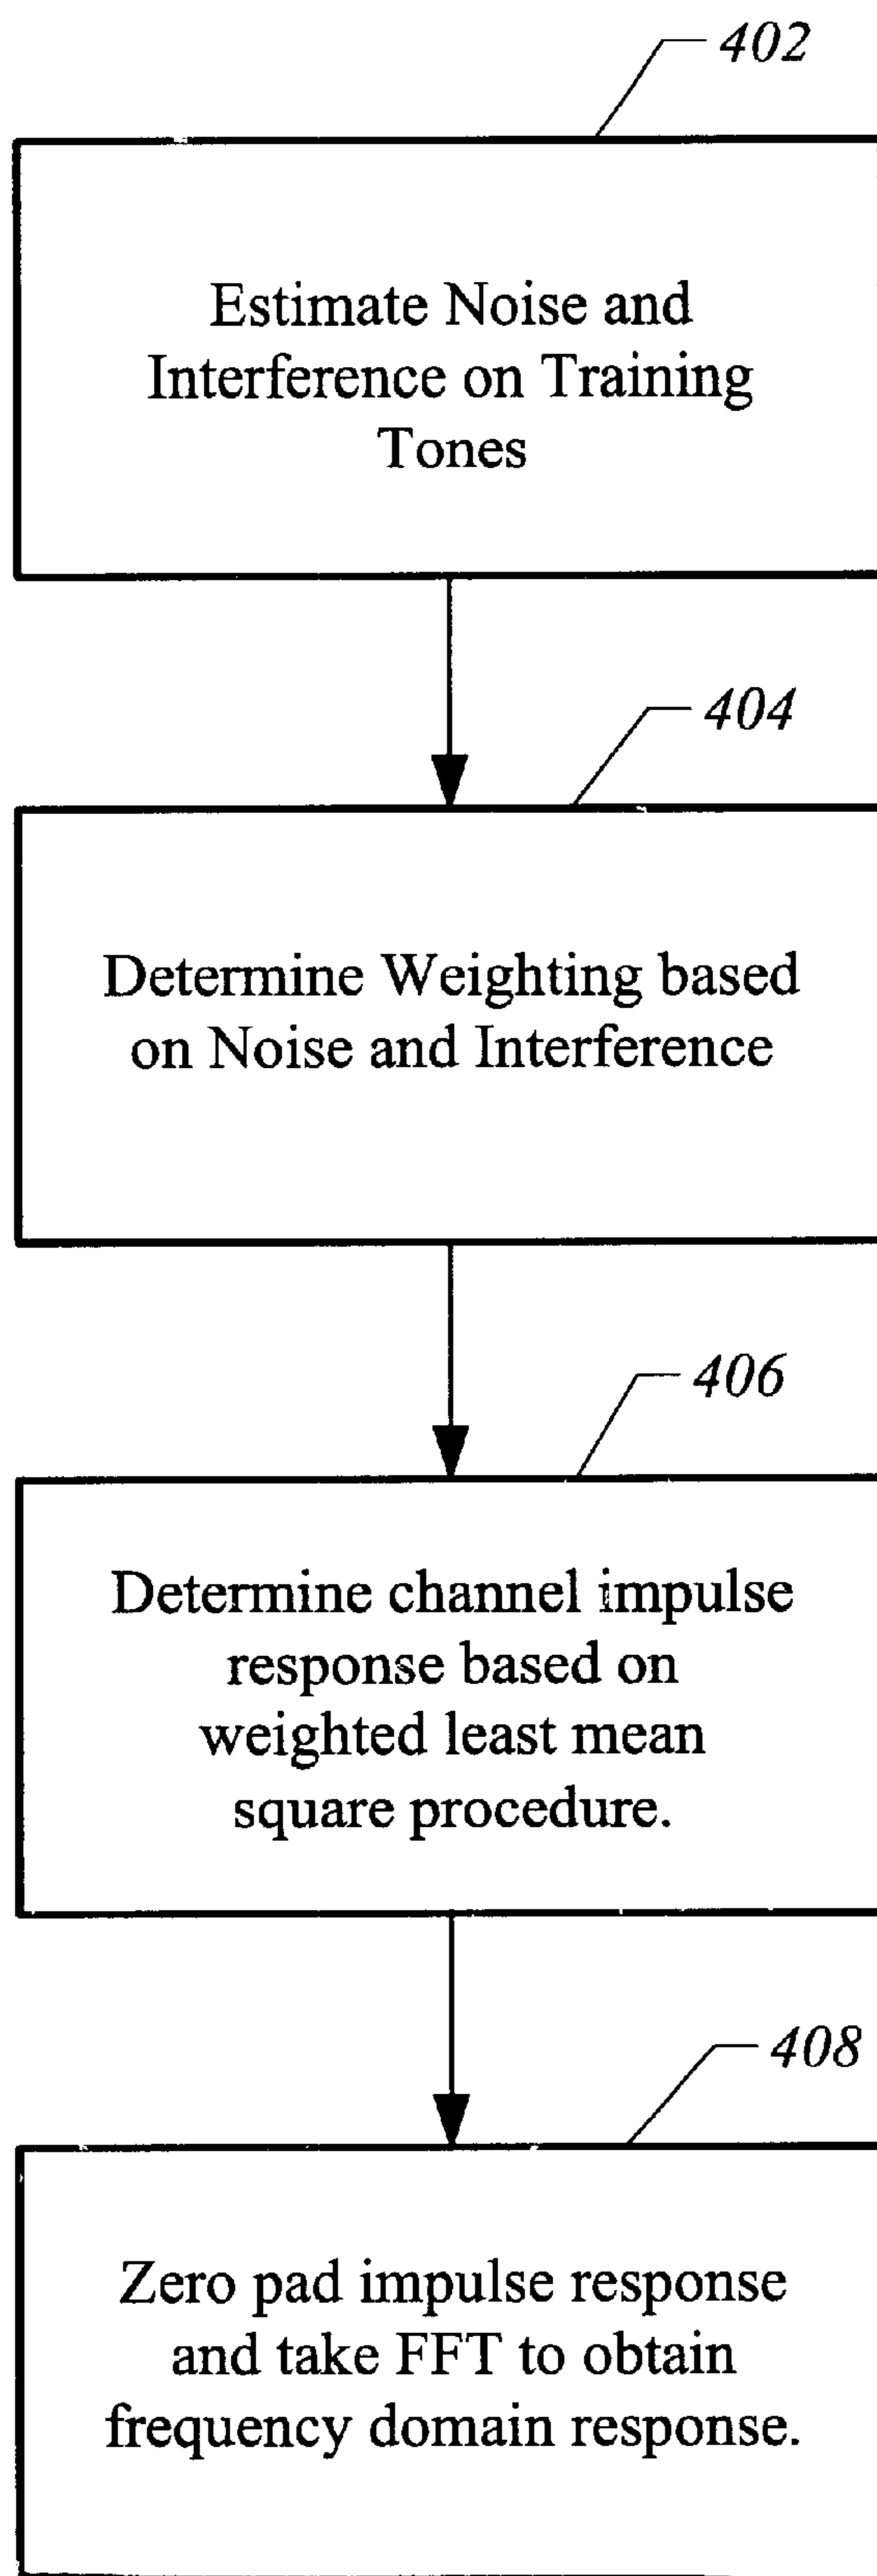 402
Estimate Noise and
Interference on Training
Tones
404
Determine Weighting based
on Noise and Interference
406
Determine channel impulse
response based on
weighted least mean
square procedure.
408
Zero pad impulse response
and take FFT to obtain
frequency domain response.